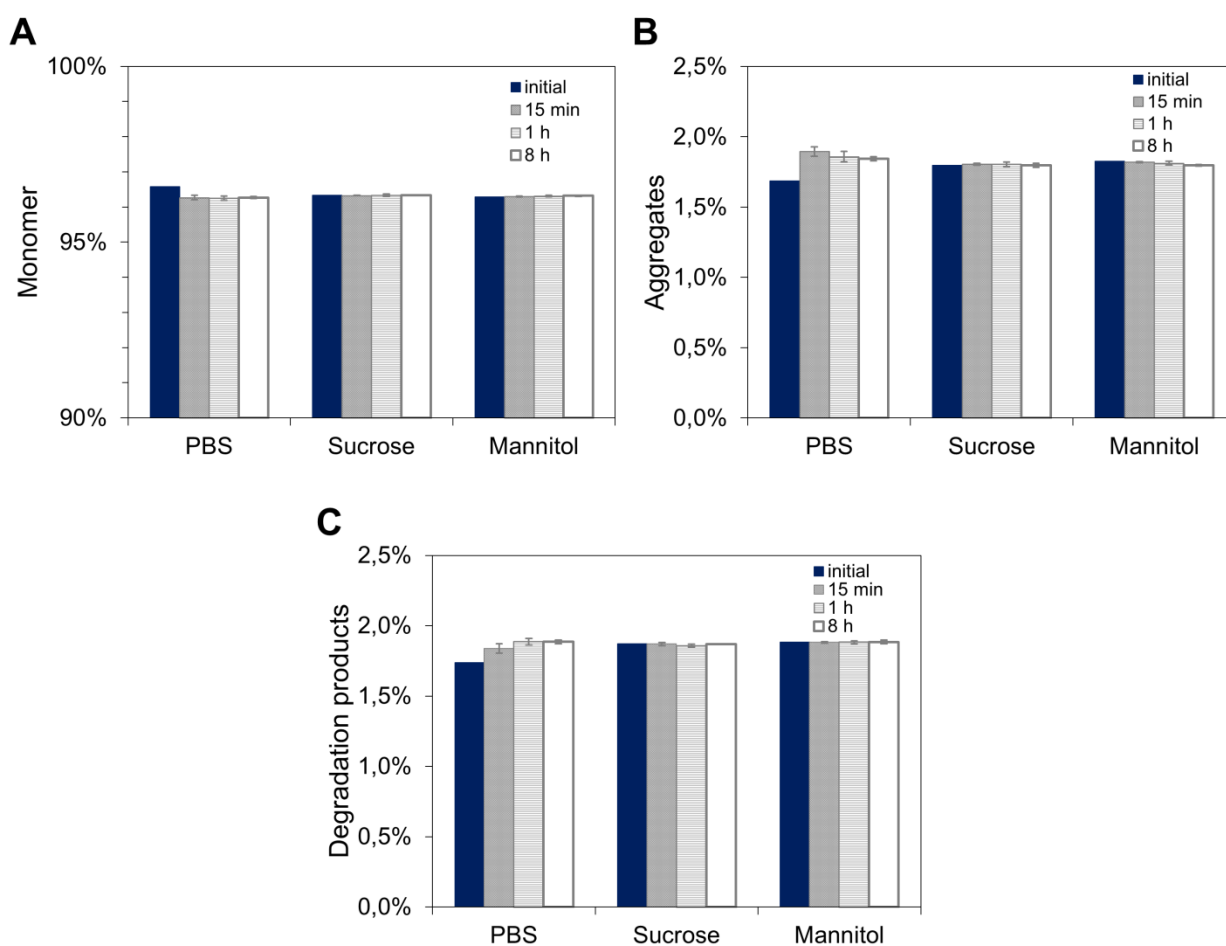 A
Monomer
100%
95%
90%
initial
15 min
1 h
8 h
PBS Sucrose Mannitol
B
Aggregates
2,5%
2,0%
1,5%
1,0%
0,5%
0,0%
initial
15 min
1 h
8 h
PBS Sucrose Mannitol
C
Degradation products
2,5%
2,0%
1,5%
1,0%
0,5%
0,0%
initial
15 min
1 h
8 h
PBS Sucrose Mannitol